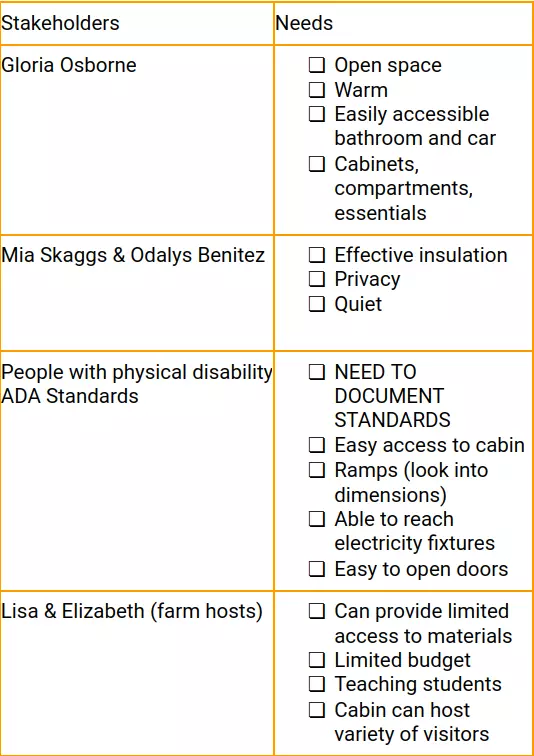 Stakeholders
Needs
Gloria Osborne
❏ Open space
❏ Warm
❏ Easily accessible
bathroom and car
❏ Cabinets,
compartments,
essentials
Mia Skaggs & Odalys Benitez
❏ Effective insulation
❏ Privacy
❏ Quiet
People with physical disability
ADA Standards
❏ NEED TO
DOCUMENT
STANDARDS
❏ Easy access to cabin
❏ Ramps (look into
dimensions)
❏ Able to reach
electricity fixtures
❏ Easy to open doors
Lisa & Elizabeth (farm hosts)
❏ Can provide limited
access to materials
❏ Limited budget
❏ Teaching students
❏ Cabin can host
variety of visitors